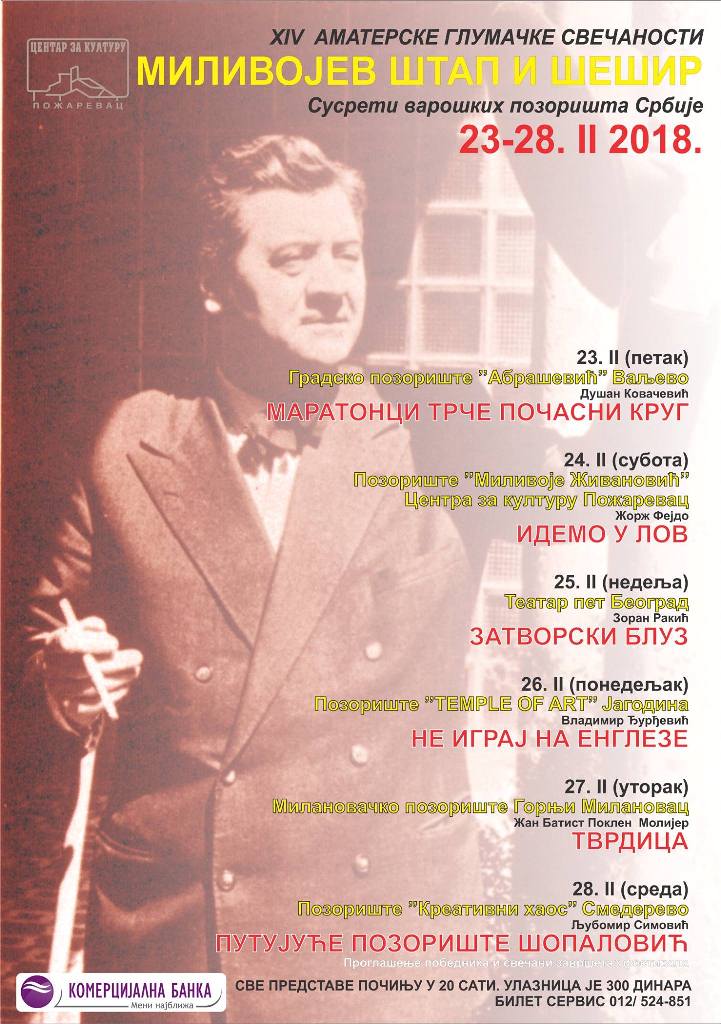 ЦЕНТАР ЗА КУЛТУРУ
ПОЖАРЕВАЦ
XIV АМАТЕРСКЕ ГЛУМАЧКЕ СВЕЧАНОСТИ
МИЛИВОЈЕВ ШТАП И ШЕШИР
Сусрети варошких позоришта Србије
23-28. II 2018.
23. II (петак)
Градско позориште "Абрашевић" Ваљево
Душан Ковачевић
МАРАТОНЦИ ТРЧЕ ПОЧАСНИ КРУГ
24. II (субота)
Позориште "Миливоје Живановић"
Центра за културу Пожаревац
Жорж Фејдо
ИДЕМО У ЛОВ
25. II (недеља)
Театар пет Београд
Зоран Ракић
ЗАТВОРСКИ БЛУЗ
26. II (понедељак)
Позориште "TEMPLE OF ART" Јагодина
Владимир Ђурђевић
НЕ ИГРАЈ НА ЕНГЛЕЗЕ
27. II (уторак)
Милановачко позориште Горњи Милановац
Жан Батист Поклен Молијер
ТВРДИЦА
28. II (среда)
Позориште "Креативни хаос" Смедерево
Љубомир Симовић
ПУТУЈУЋЕ ПОЗОРИШТЕ ШОПАЛОВИЋ
Проглашење победника и свечани завршетак фестивала
КОМЕРЦИЈАЛНА БАНКА
Мени најближа
СВЕ ПРЕДСТАВЕ ПОЧИЊУ У 20 САТИ. УЛАЗНИЦА ЈЕ 300 ДИНАРА
БИЛЕТ СЕРВИС 012/ 524-851